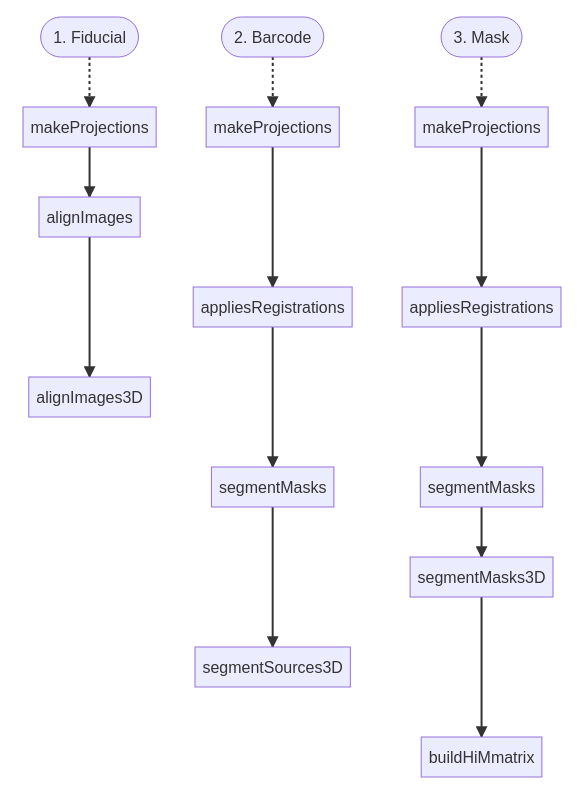 1. Fiducial
2. Barcode
3. Mask
makeProjections
makeProjections
makeProjections
alignImages
appliesRegistrations
appliesRegistrations
alignImages3D
segmentMasks
segmentMasks
segmentMasks3D
segmentSources3D
buildHiMmatrix